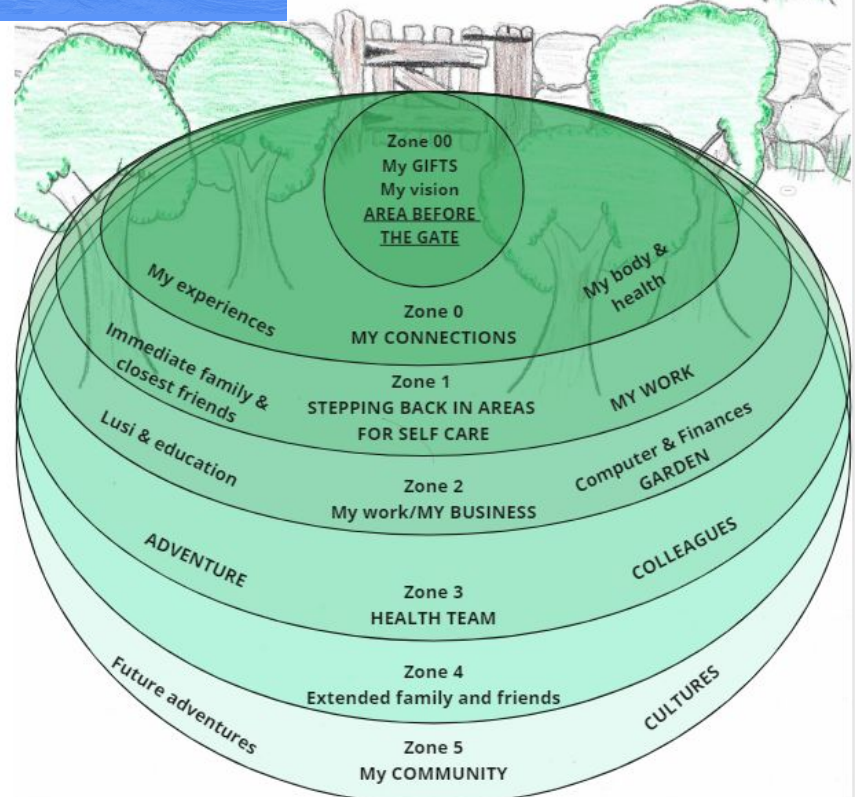 Zone 00
My GIFTS
My vision
AREA BEFORE
THE GATE
My experiences
My body &
health
Zone 0
MY CONNECTIONS
Immediate family &
closest friends
Zone 1
STEPPING BACK IN AREAS
FOR SELF CARE
MY WORK
Lusi & education
Zone 2
My work/MY BUSINESS
Computer & Finances
GARDEN
ADVENTURE
Zone 3
HEALTH TEAM
COLLEAGUES
Zone 4
Extended family and friends
Future adventures
Zone 5
My COMMUNITY
CULTURES